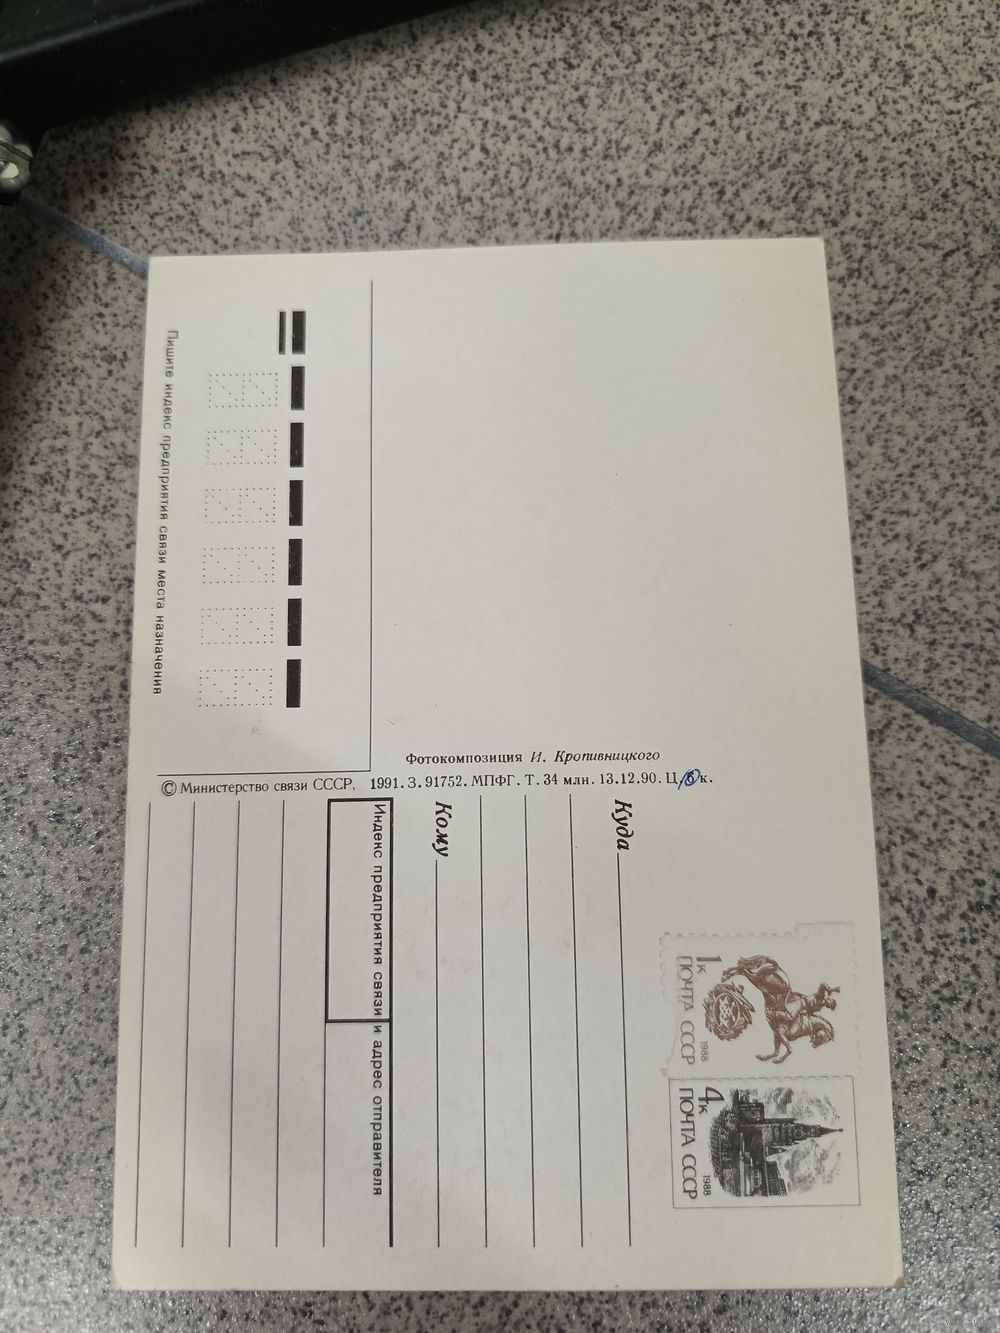 Фотокомпозиция И. Кропивницкого
© Министерство связи СССР, 1991. З. 91752. МПФГ. Т. 34 млн. 13.12.90. Ц. 10 к.
Пишите индекс предприятия связи места назначения
1к
ПОЧТА СССР
1988
4к
ПОЧТА СССР
1988
Куда
Кому
Индекс предприятия связи и адрес отправителя